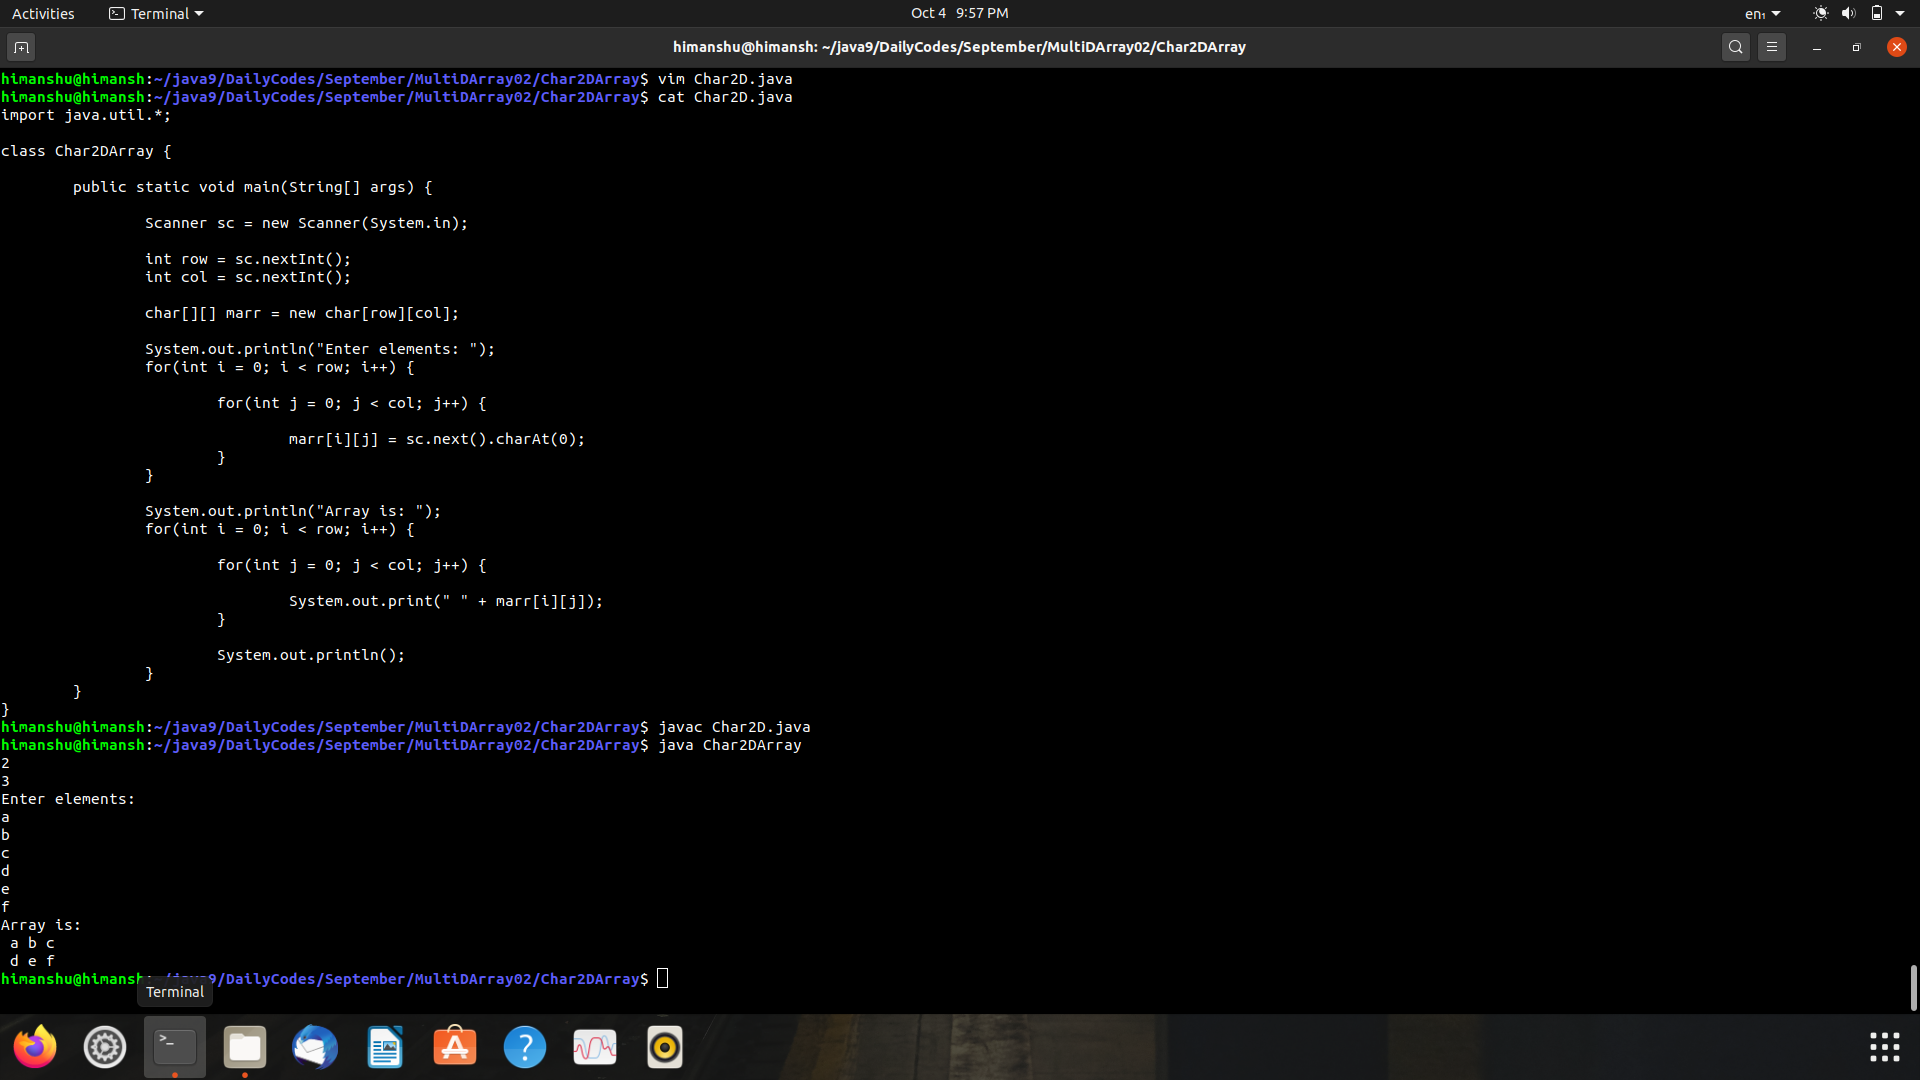 Activities Terminal Oct 4 9:57 PM en₁
himanshu@himansh: ~/java9/DailyCodes/September/MultiDArray02/Char2DArray
himanshu@himansh:~/java9/DailyCodes/September/MultiDArray02/Char2DArray$ vim Char2D.java
himanshu@himansh:~/java9/DailyCodes/September/MultiDArray02/Char2DArray$ cat Char2D.java
import java.util.*;
class Char2DArray {
public static void main(String[] args) {
Scanner sc = new Scanner(System.in);
int row = sc.nextInt();
int col = sc.nextInt();
char[][] marr = new char[row][col];
System.out.println("Enter elements: ");
for(int i = 0; i < row; i++) {
for(int j = 0; j < col; j++) {
marr[i][j] = sc.next().charAt(0);
}
}
System.out.println("Array is: ");
for(int i = 0; i < row; i++) {
for(int j = 0; j < col; j++) {
System.out.print(" " + marr[i][j]);
}
System.out.println();
}
}
}
himanshu@himansh:~/java9/DailyCodes/September/MultiDArray02/Char2DArray$ javac Char2D.java
himanshu@himansh:~/java9/DailyCodes/September/MultiDArray02/Char2DArray$ java Char2DArray
2
3
Enter elements:
a
b
c
d
e
f
Array is:
a b c
d e f
himanshu@himansh:~/java9/DailyCodes/September/MultiDArray02/Char2DArray$
Terminal